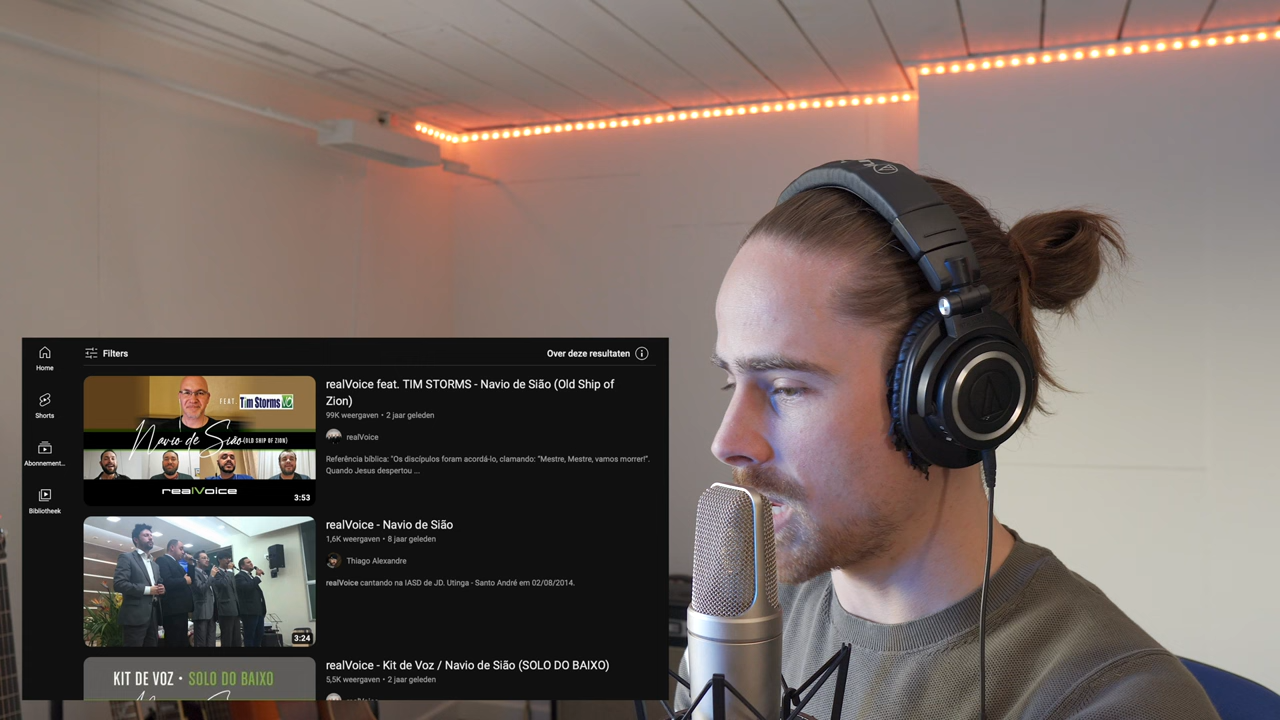 Home
Shorts
Abonnement...
Bibliotheek
Filters
Over deze resultaten
FEAT. Tim Storms
Navio de Sião (OLD SHIP OF ZION)
realVoice
3:53
realVoice feat. TIM STORMS - Navio de Sião (Old Ship of
Zion)
99K weergaven • 2 jaar geleden
realVoice
Referência bíblica: "Os discípulos foram acordá-lo, clamando: "Mestre, Mestre, vamos morrer!".
Quando Jesus despertou ...
3:24
realVoice - Navio de Sião
1,6K weergaven • 8 jaar geleden
Thiago Alexandre
realVoice cantando na IASD de JD. Utinga - Santo André em 02/08/2014.
KIT DE VOZ • SOLO DO BAIXO
realVoice - Kit de Voz / Navio de Sião (SOLO DO BAIXO)
5,5K weergaven • 2 jaar geleden